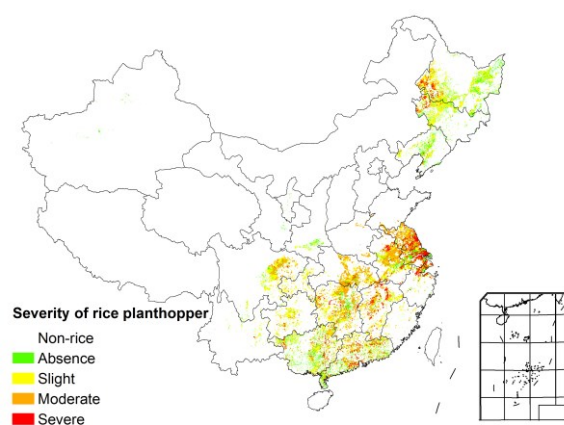 Severity of rice planthopper
Non-rice
Absence
Slight
Moderate
Severe